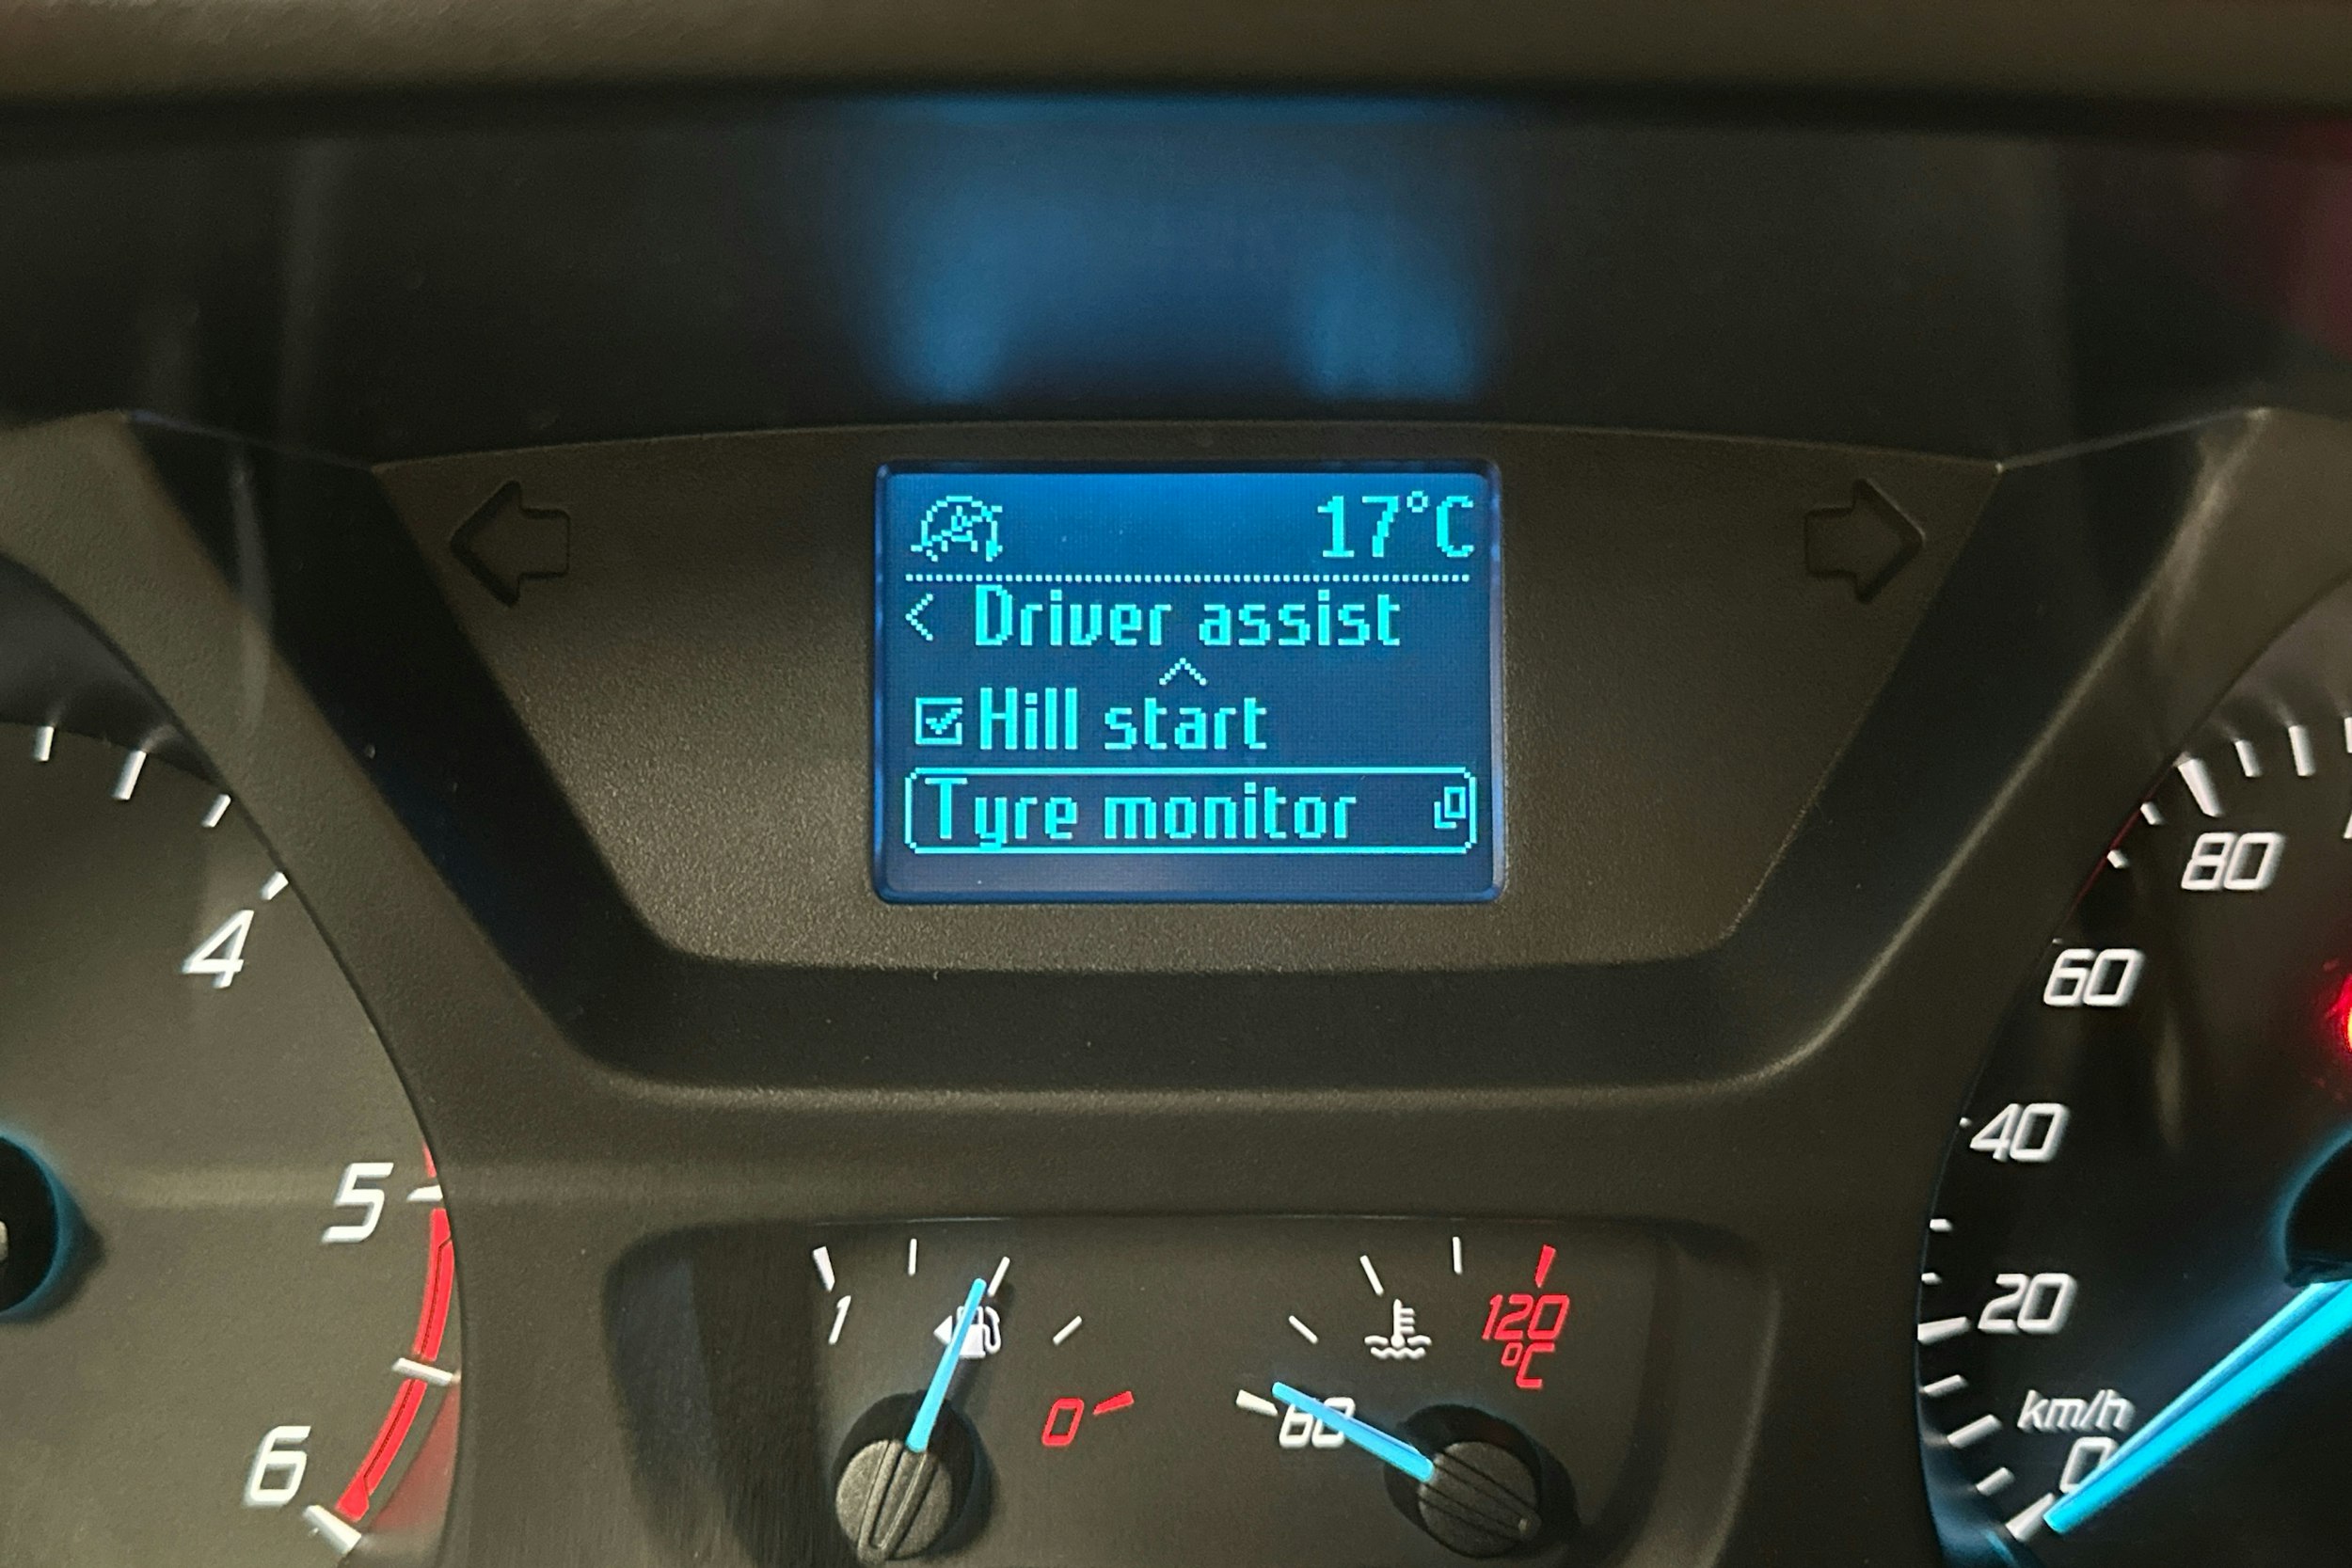 17°C
Driver assist
Hill start
Tyre monitor
4
5
6
80
60
40
20
km/h
0
1
0
60
120
°C